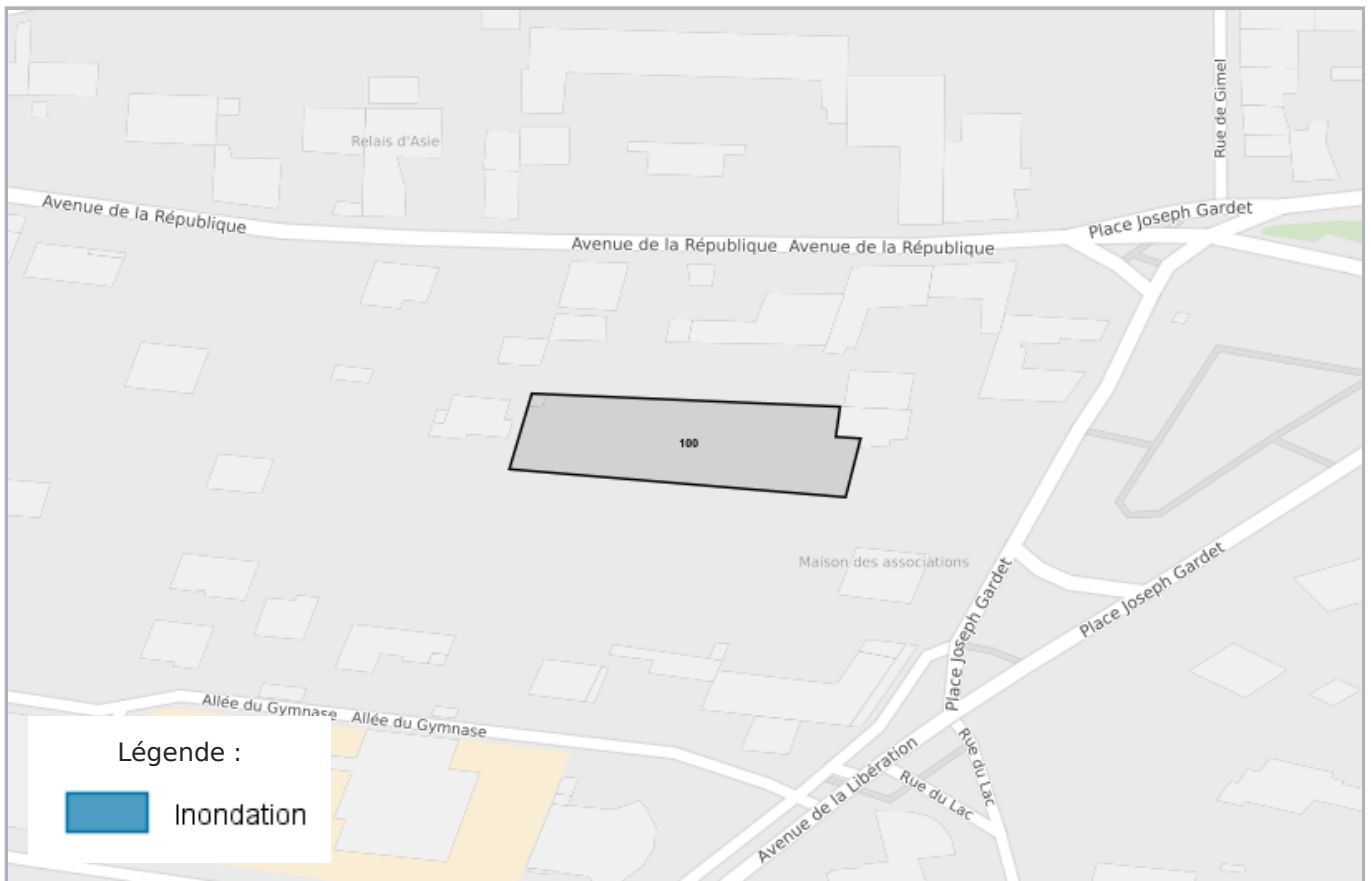 Rue de Gimel
Relais d'Asie
Avenue de la République
Place Joseph Gardet
Avenue de la République
Avenue de la République
100
Maison des associations
Place Joseph Gardet
Place Joseph Gardet
Allée du Gymnase
Allée du Gymnase
Avenue de la Libération
Rue du Lac
Rue du Lac
Légende :
Inondation